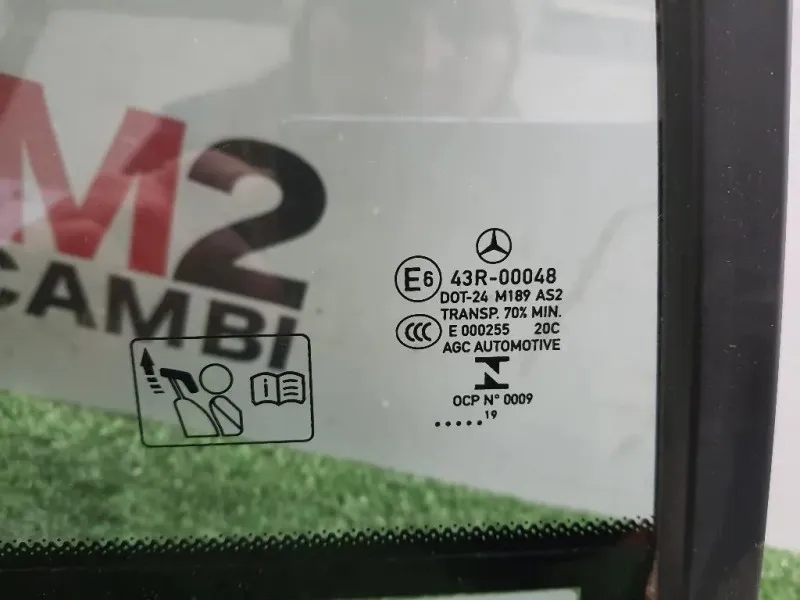 M2
CAMBI
E6 43R-00048
DOT-24 M189 AS2
TRANSP. 70% MIN.
CCC E 000255 20C
AGC AUTOMOTIVE
N
OCP N° 0009
.....19
i